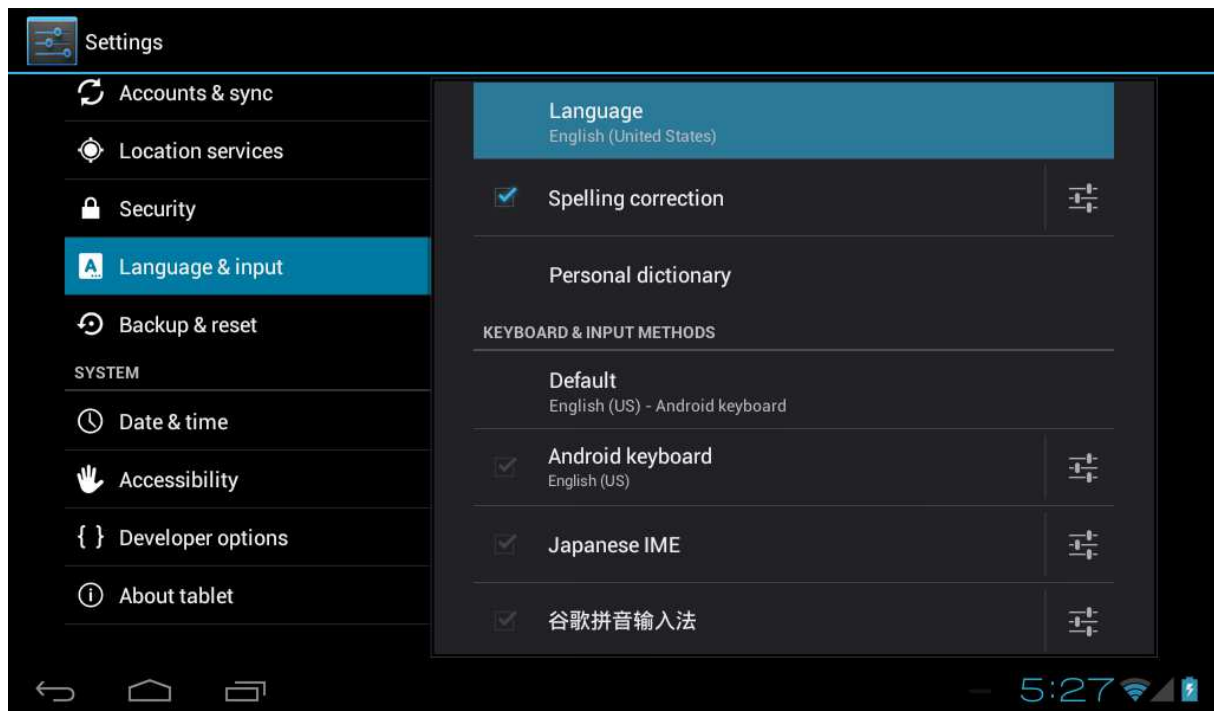 Settings
Accounts & sync
Location services
Security
Language & input
Backup & reset
SYSTEM
Date & time
Accessibility
{ } Developer options
About tablet
Language
English (United States)
Spelling correction
Personal dictionary
KEYBOARD & INPUT METHODS
Default
English (US) - Android keyboard
Android keyboard
English (US)
Japanese IME
谷歌拼音输入法
5:27